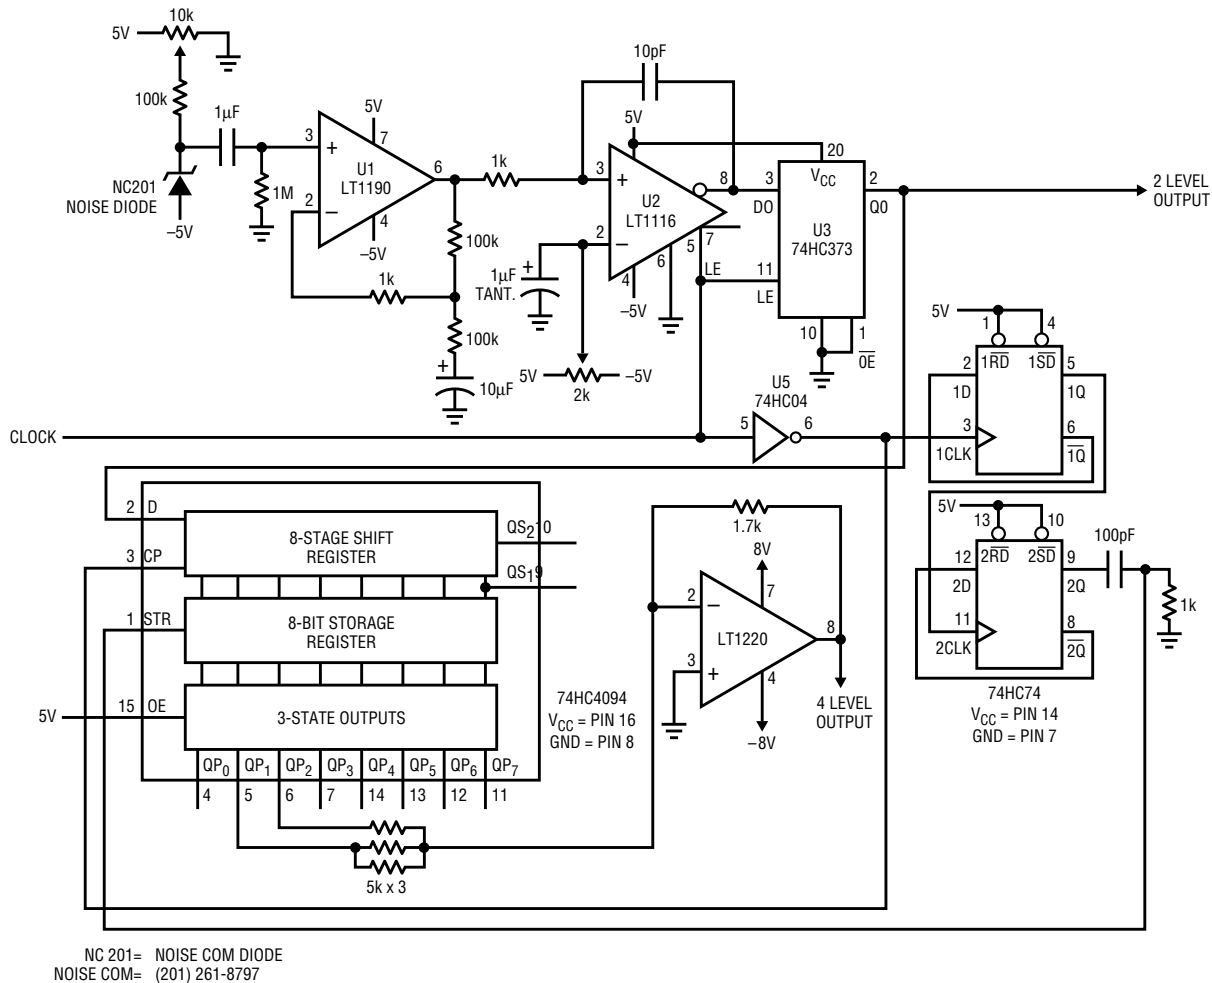 10k
5V
100k
1µF
NC201
NOISE DIODE
–5V
1M
3
+
2
–
U1
LT1190
5V
7
6
4
–5V
1k
100k
1k
100k
+
10µF
10pF
5V
3
+
2
–
U2
LT1116
8
7
5
6
4
–5V
LE
+
1µF
TANT.
5V
–5V
2k
20
VCC
3
DO
U3
74HC373
2
Q0
11
LE
10
1
OE
2 LEVEL
OUTPUT
CLOCK
U5
74HC04
5
6
5V
1
4
2
1RD
1SD
5
1D
1Q
3
1CLK
6
1Q
5V
13
10
12
2RD
2SD
9
2D
2Q
11
2CLK
8
2Q
100pF
1k
74HC74
VCC = PIN 14
GND = PIN 7
2
D
8-STAGE SHIFT
REGISTER
QS2
10
3
CP
QS1
9
1
STR
8-BIT STORAGE
REGISTER
5V
15
OE
3-STATE OUTPUTS
74HC4094
VCC = PIN 16
GND = PIN 8
QP0
QP1
QP2
QP3
QP4
QP5
QP6
QP7
4
5
6
7
14
13
12
11
5k x 3
1.7k
8V
7
2
–
LT1220
8
3
+
4
–8V
4 LEVEL
OUTPUT
NC 201= NOISE COM DIODE
NOISE COM= (201) 261-8797